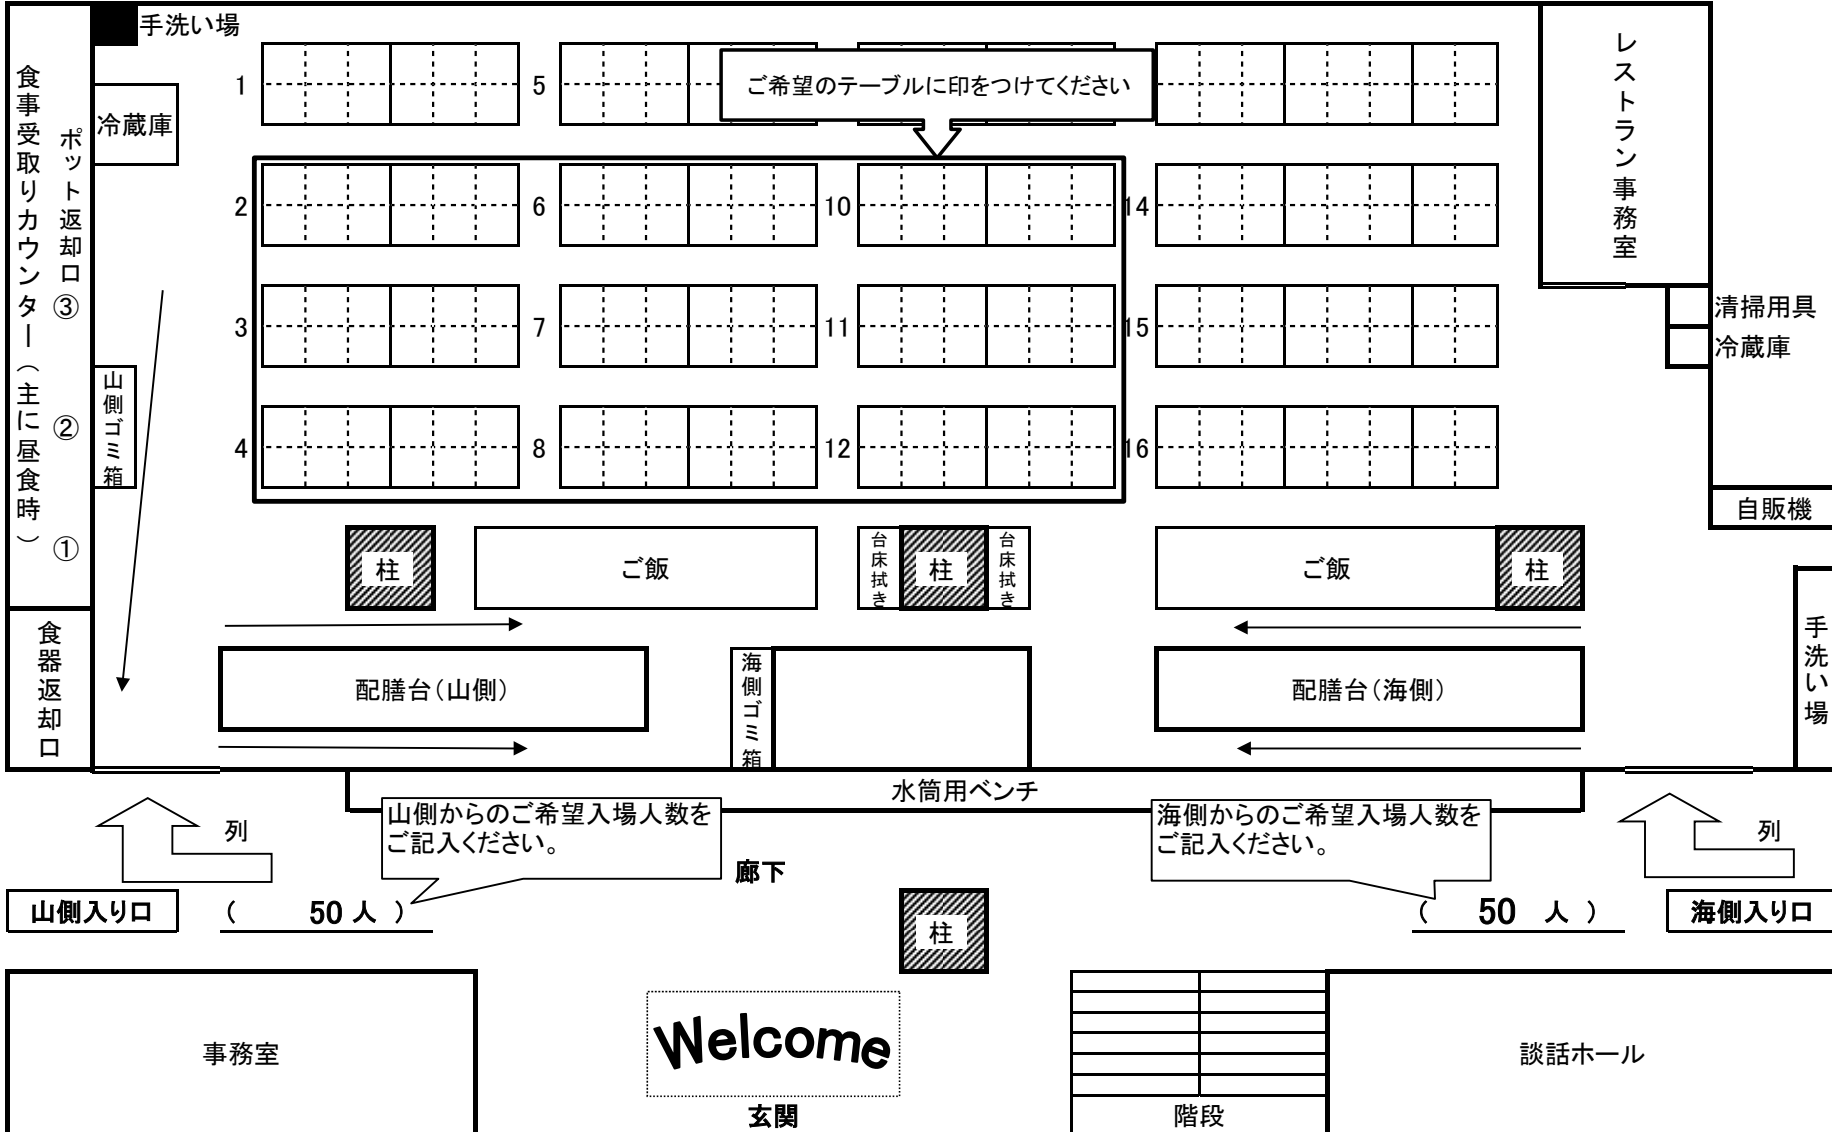 手洗い場
食事受取りカウンター（主に昼食時）
ポット返却口
③
②
①
冷蔵庫
山側ゴミ箱
食器返却口
1
5
ご希望のテーブルに印をつけてください
2
6
10
14
3
7
11
15
4
8
12
16
レストラン事務室
清掃用具
冷蔵庫
自販機
手洗い場
柱
ご飯
台床拭き
柱
台床拭き
ご飯
柱
配膳台（山側）
海側ゴミ箱
配膳台（海側）
水筒用ベンチ
列
山側からのご希望入場人数を
ご記入ください。
廊下
海側からのご希望入場人数を
ご記入ください。
列
山側入り口
（ 50 人 ）
柱
（ 50 人 ）
海側入り口
事務室
Welcome
玄関
階段
談話ホール